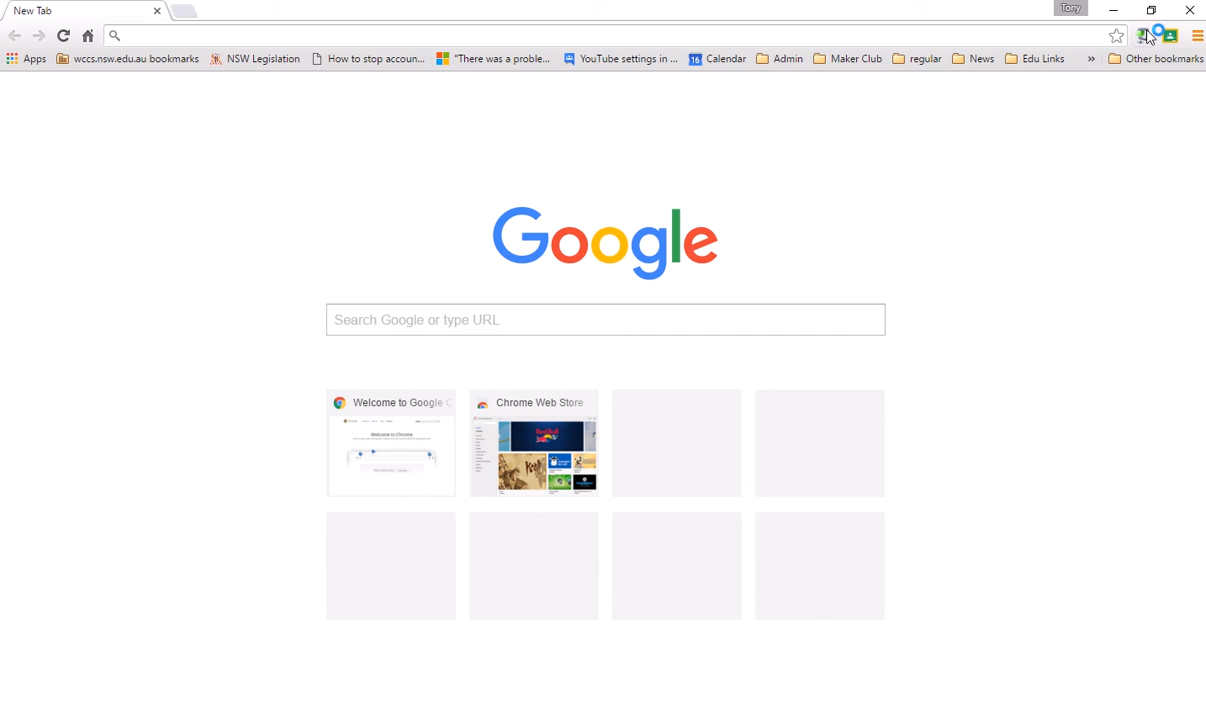 New Tab
Tony
Apps wccs.nsw.edu.au bookmarks NSW Legislation How to stop accoun... "There was a proble... YouTube settings in ... 16 Calendar Admin Maker Club regular News Edu Links » Other bookmarks
Google
Search Google or type URL
Welcome to Google Chrome Web Store
Welcome to Chrome